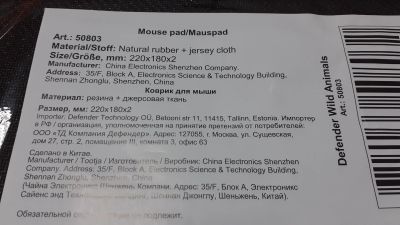 Mouse pad/Mauspad
Art.: 50803
Material/Stoff: Natural rubber + jersey cloth
Size/Größe, mm: 220x180x2
Manufacturer: China Electronics Shenzhen Company.
Address: 35/F, Block A, Electronics Science & Technology Building,
Shennan Zhonglu, Shenzhen, China
Коврик для мыши
Материал: резина + джерсовая ткань
Размер, мм: 220x180x2
Importer: Defender Technology OÜ, Betooni str 11, 11415, Tallinn, Estonia. Импортер
в РФ / организация, уполномоченная на принятие претензий от потребителей:
ООО «ТД Компания Дефендер». Адрес: 127055, г. Москва, ул. Сущевская,
дом 27, стр. 2, помещение III, комната 3, офис 63
Сделано в Китае.
Manufacturer / Tootja / Изготовитель / Виробник: China Electronics Shenzhen
Company. Address: 35/F, Block A, Electronics Science & Technology Building,
Shennan Zhonglu, Shenzhen, China
(Чайна Электроникс Шеньжень Компани. Адрес: 35/F, Блок А, Электроникс
Сайенс энд Билдинг, Шеннан Джонглу, Шеньжень, Китай).
Обязательной не подлежит.
Defender Wild Animals
Art.: 50803